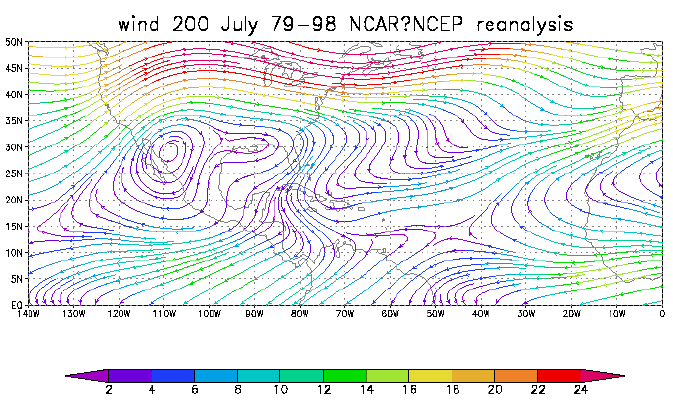 wind 200 July 79-98 NCAR?NCEP reanalysis
50N
45N
40N
35N
30N
25N
20N
15N
10N
5N
EQ
140W 130W 120W 110W 100W 90W 80W 70W 60W 50W 40W 30W 20W 10W 0
2 4 6 8 10 12 14 16 18 20 22 24